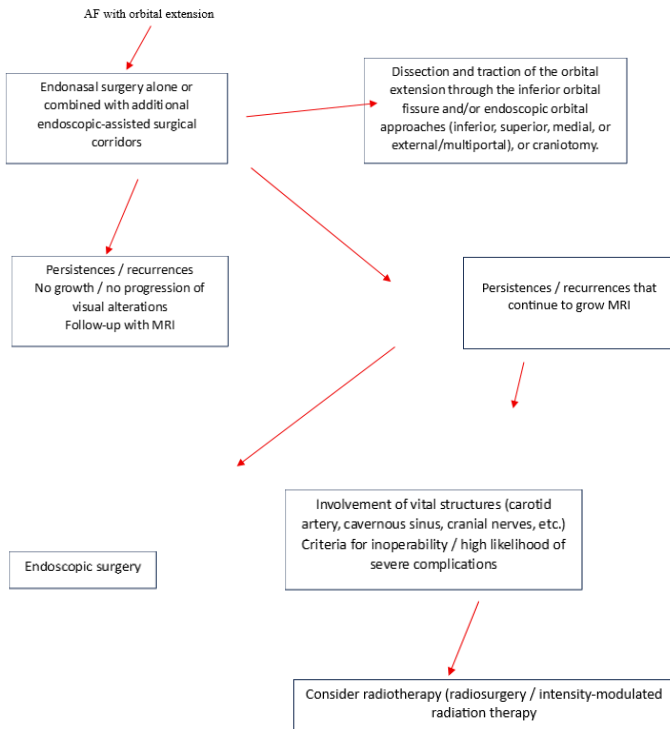 AF with orbital extension
Endonasal surgery alone or
combined with additional
endoscopic-assisted surgical
corridors
Dissection and traction of the orbital
extension through the inferior orbital
fissure and/or endoscopic orbital
approaches (inferior, superior, medial, or
external/multiportal), or craniotomy.
Persistences / recurrences
No growth / no progression of
visual alterations
Follow-up with MRI
Persistences / recurrences that
continue to grow MRI
Involvement of vital structures (carotid
artery, cavernous sinus, cranial nerves, etc.)
Criteria for inoperability / high likelihood of
severe complications
Endoscopic surgery
Consider radiotherapy (radiosurgery / intensity-modulated
radiation therapy